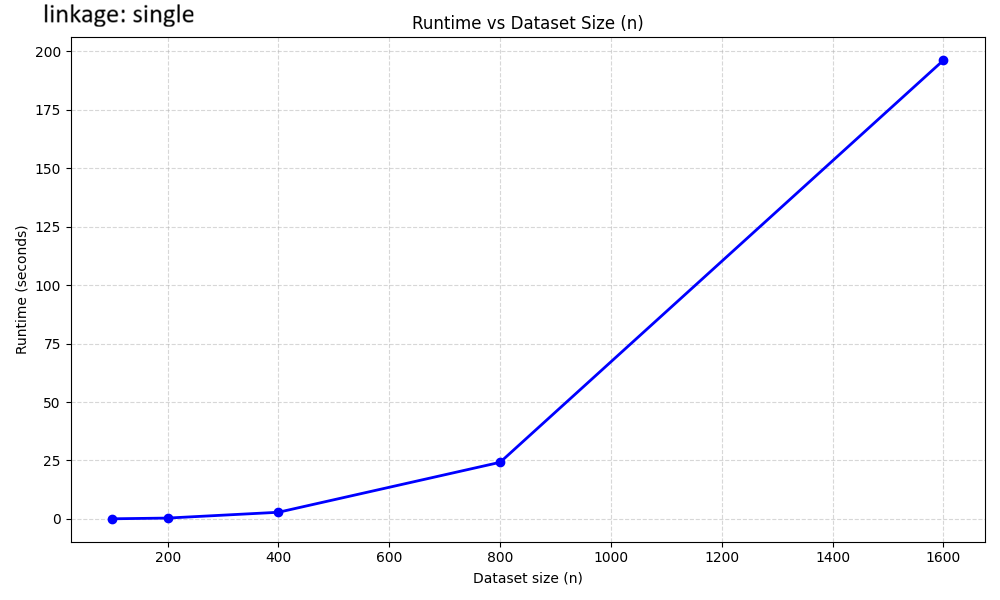 linkage: single
Runtime vs Dataset Size (n)
200
175
150
125
100
75
50
25
0
Runtime (seconds)
200 400 600 800 1000 1200 1400 1600
Dataset size (n)